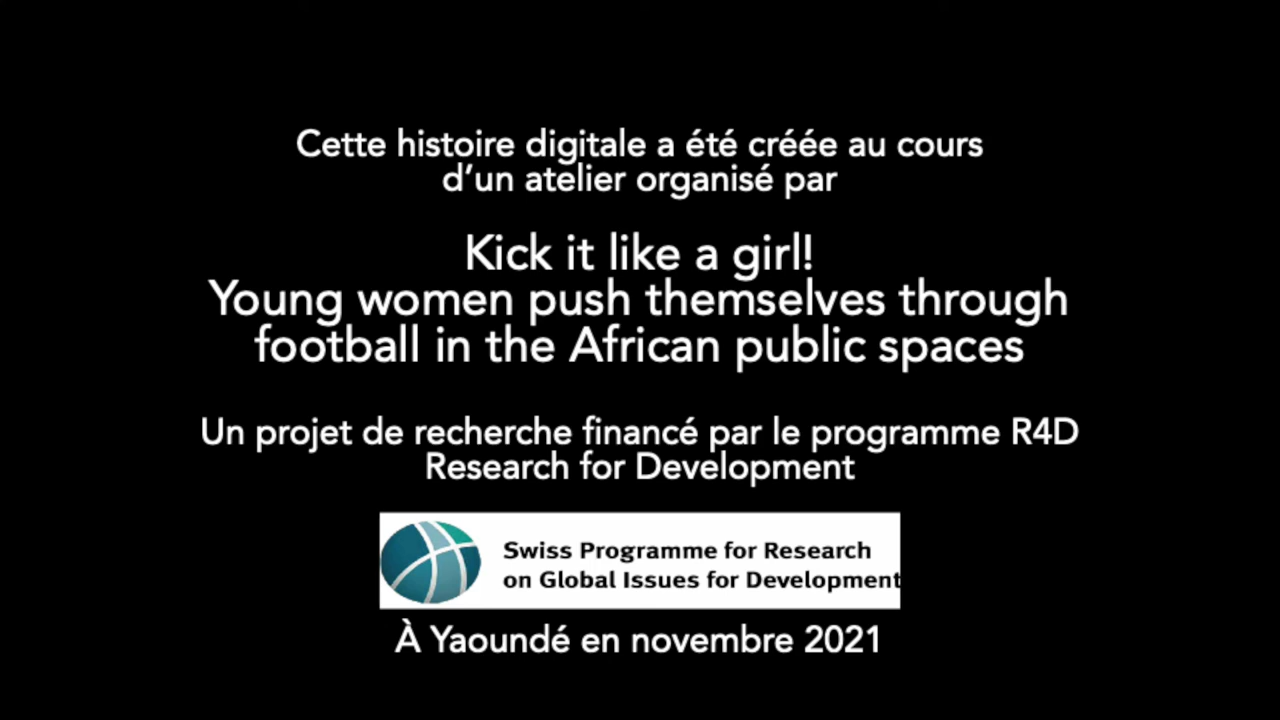 Cette histoire digitale a été créée au cours
d’un atelier organisé par
Kick it like a girl!
Young women push themselves through
football in the African public spaces
Un projet de recherche financé par le programme R4D
Research for Development
Swiss Programme for Research
on Global Issues for Development
À Yaoundé en novembre 2021